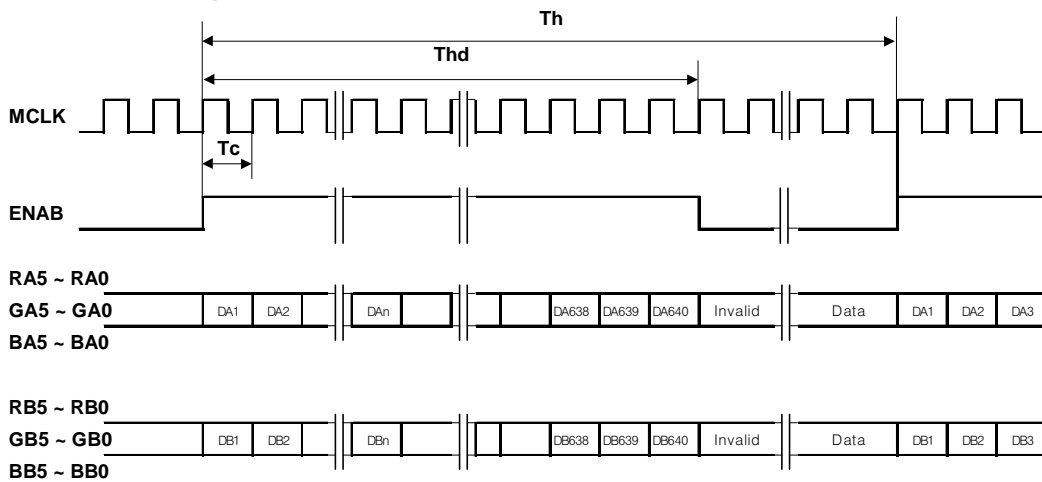 Th
Thd
MCLK
Tc
ENAB
RA5 ~ RA0
GA5 ~ GA0 DA1 DA2 DAn DA638 DA639 DA640 Invalid Data DA1 DA2 DA3
BA5 ~ BA0
RB5 ~ RB0
GB5 ~ GB0 DB1 DB2 DBn DB638 DB639 DB640 Invalid Data DB1 DB2 DB3
BB5 ~ BB0